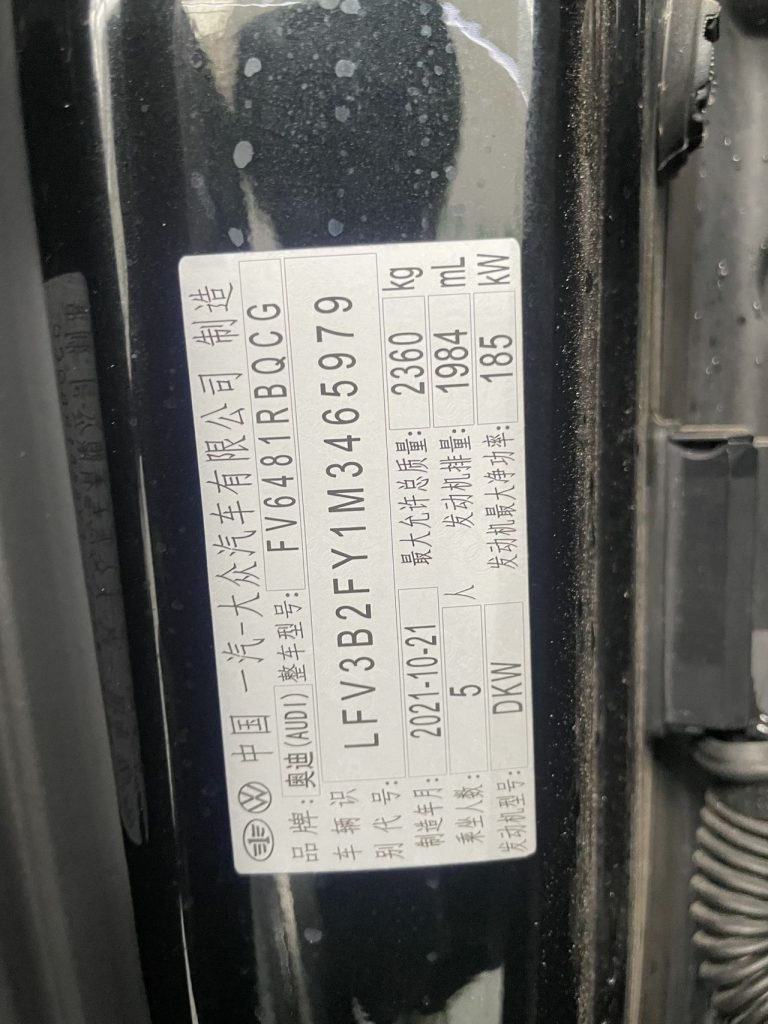 中国 一汽-大众汽车有限公司 制造
品牌: 奥迪(AUDI) 整车型号: FV6481RBQCG
车辆识别代号: LFV3B2FY1M3465979
制造年月: 2021-10-21 最大允许总质量: 2360 kg
乘坐人数: 5 人 发动机排量: 1984 mL
发动机型号: DKW 发动机最大净功率: 185 kW